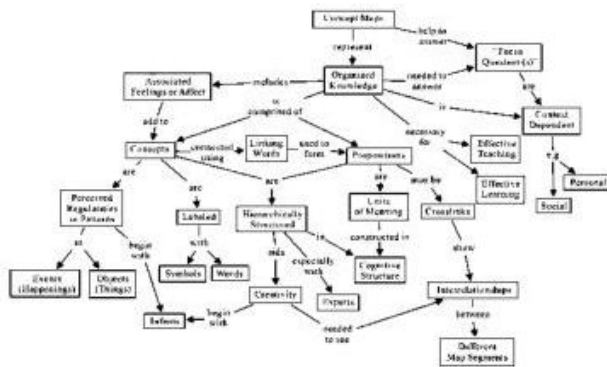 Concept Maps
help to
answer
represent
"Focus
Question(s)"
Associated
Feelings or Affect
includes
Organized
Knowledge
needed to
answer
are
is
comprised of
is
Context
Dependent
add to
necessary
for
Effective
Teaching
e.g.
Concepts
connected
using
Linking
Words
used to
form
Propositions
Effective
Learning
Social
Personal
are
are
are
are
may be
Perceived
Regularities
or Patterns
Labeled
Hierarchically
Structured
Units
of Meaning
Crosslinks
in
begin
with
with
in
constructed in
show
Events
(Happenings)
Objects
(Things)
Symbols
Words
especially
with
Cognitive
Structure
Creativity
Experts
Interrelationships
Infants
begin
with
needed
to see
between
Different
Map Segments